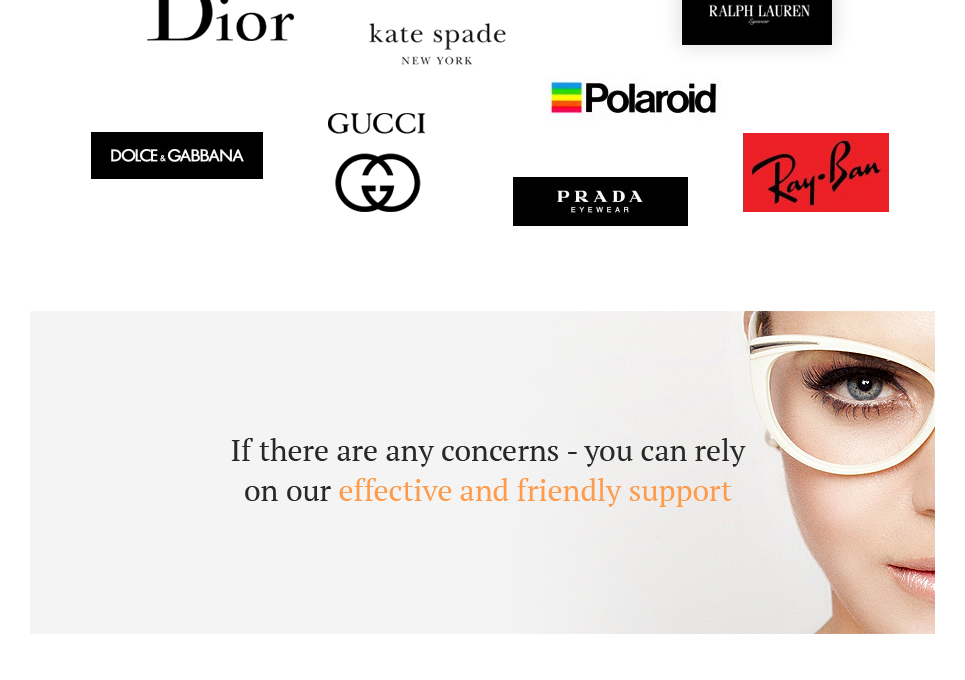 Dior
kate spade
NEW YORK
RALPH LAUREN
Eyewear
Polaroid
GUCCI
DOLCE & GABBANA
PRADA
EYEWEAR
Ray-Ban
If there are any concerns - you can rely
on our effective and friendly support